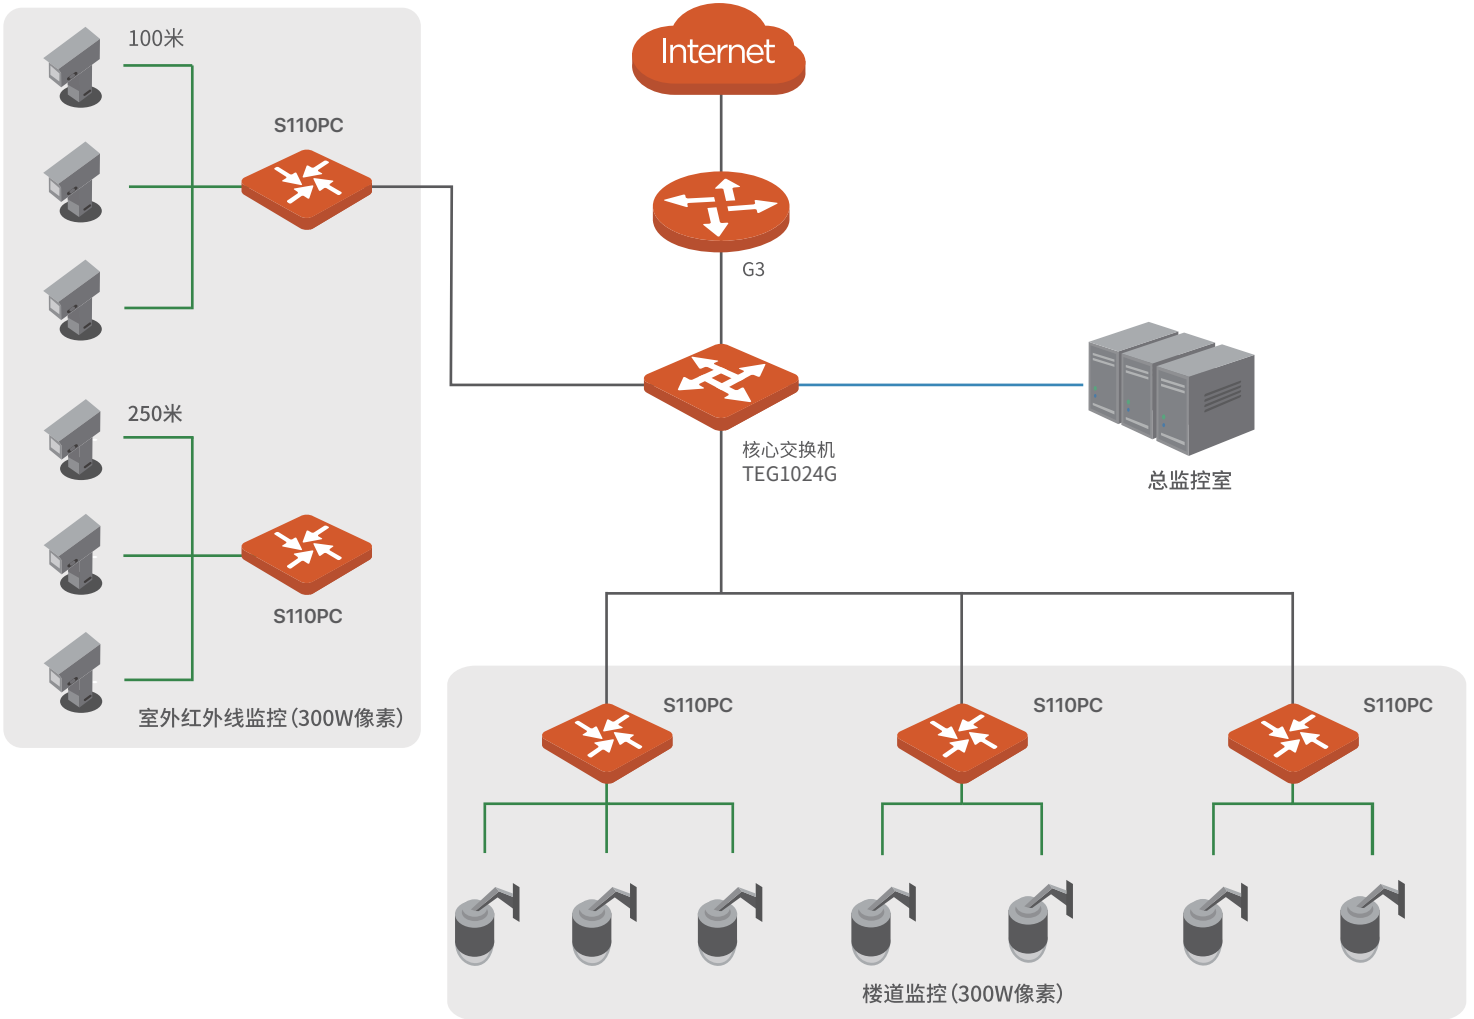 100米
Internet
S110PC
G3
250米
核心交换机
TEG1024G
总监控室
S110PC
室外红外线监控(300W像素)
S110PC
S110PC
S110PC
楼道监控(300W像素)